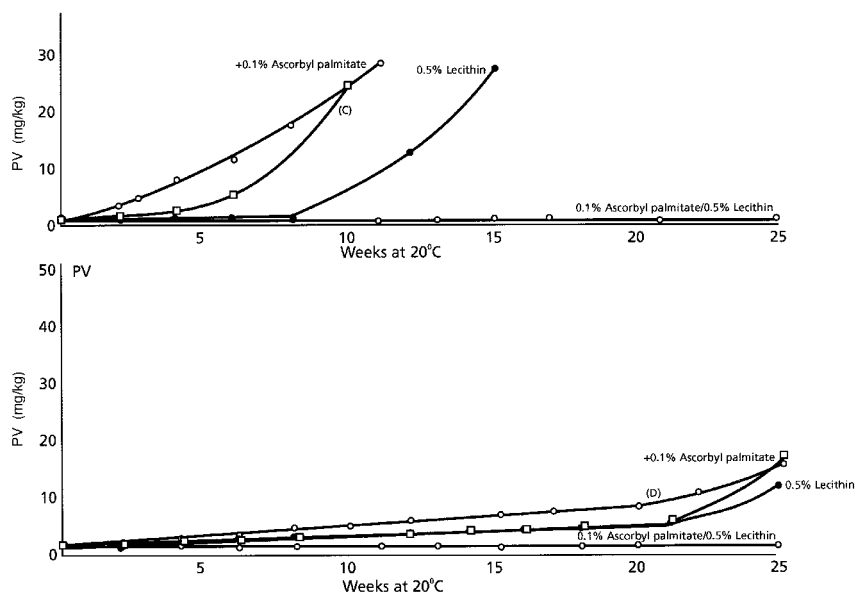 30
+0.1% Ascorbyl palmitate
0.5% Lecithin
PV (mg/kg)
20
(C)
10
0.1% Ascorbyl palmitate/0.5% Lecithin
0
5
10
15
20
25
Weeks at 20°C
50
PV
40
PV (mg/kg)
30
20
+0.1% Ascorbyl palmitate
10
(D)
0.5% Lecithin
0.1% Ascorbyl palmitate/0.5% Lecithin
0
5
10
15
20
25
Weeks at 20°C